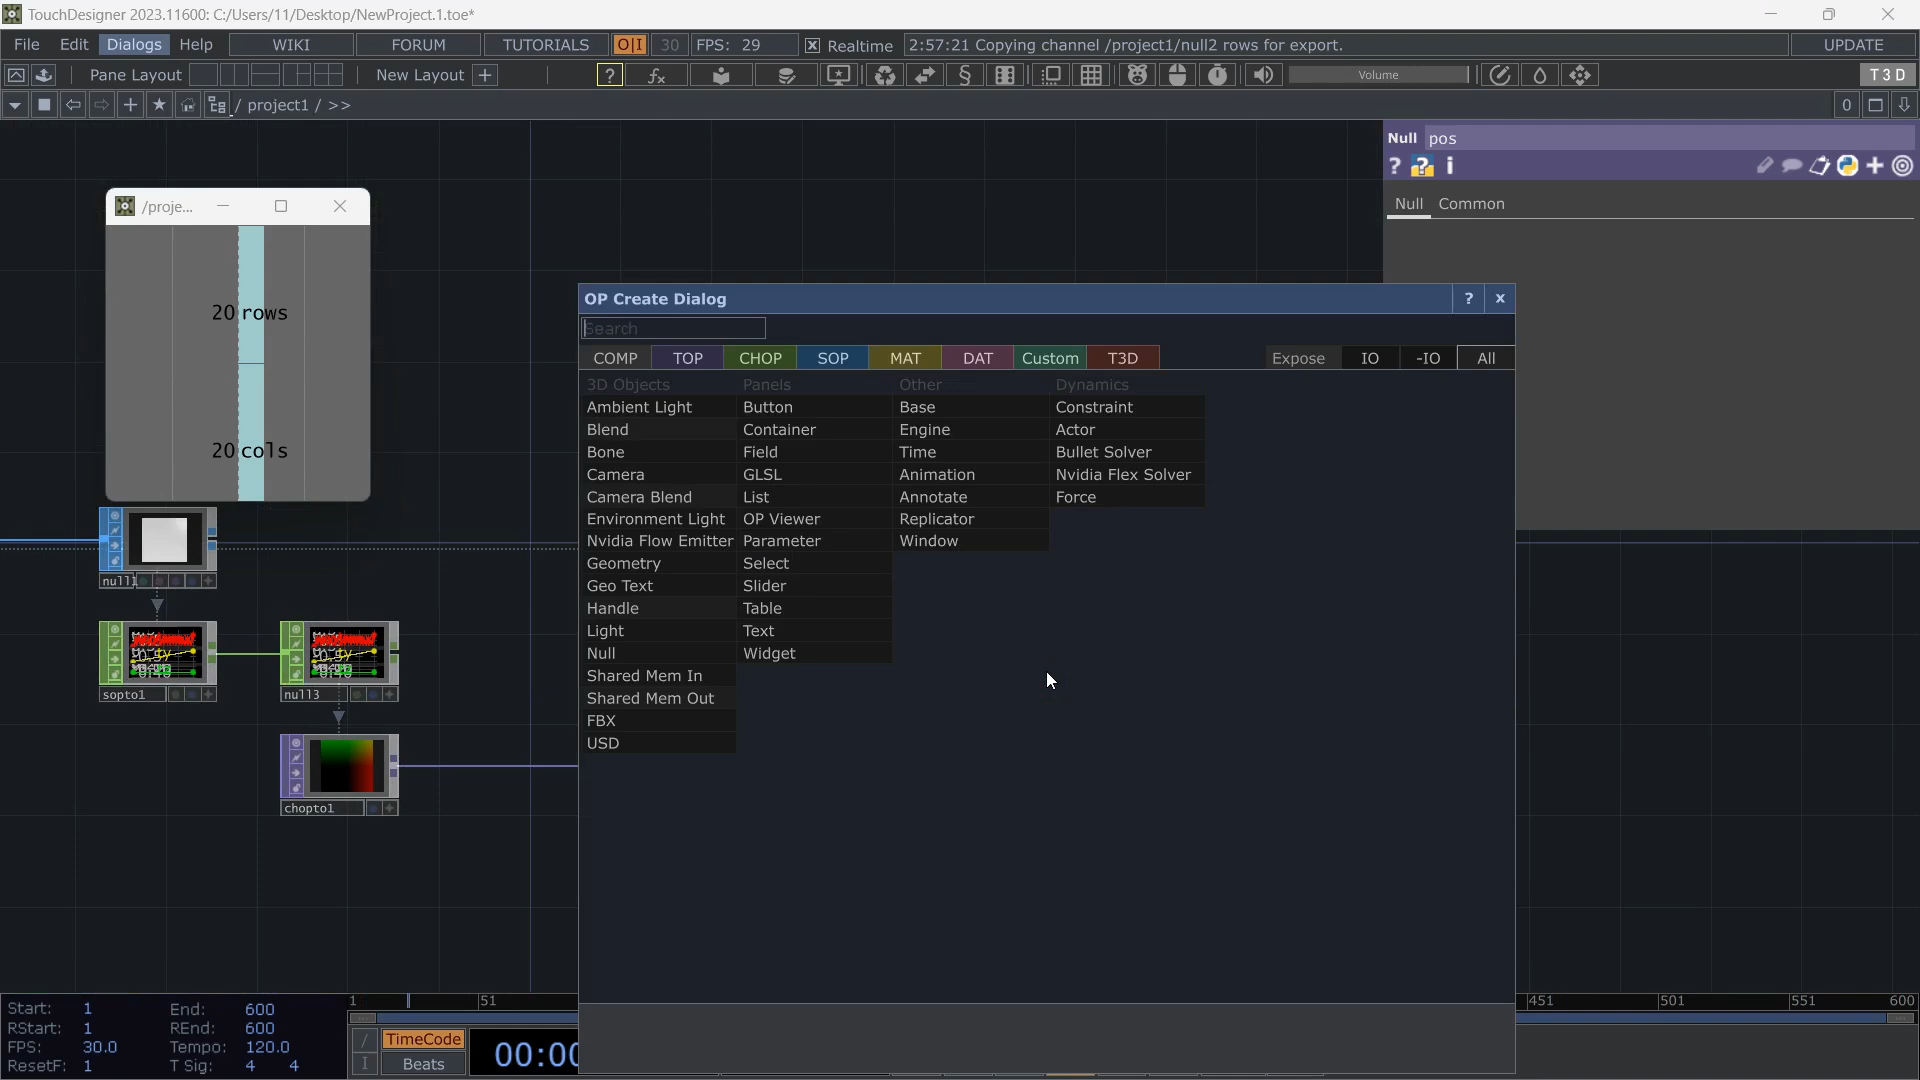 TouchDesigner 2023.11600: C:/Users/11/Desktop/NewProject.1.toe*
File Edit Dialogs Help WIKI FORUM TUTORIALS O|I 30 FPS: 29 Realtime 2:57:21 Copying channel /project1/null2 rows for export. UPDATE
Pane Layout New Layout + ? fx § Volume T3D
/ project1 / >> 0
Null pos
? ? i
Null Common
/proje...
20 rows
20 cols
OP Create Dialog ? x
Search
COMP TOP CHOP SOP MAT DAT Custom T3D Expose IO -IO All
3D Objects Panels Other Dynamics
Ambient Light Button Base Constraint
Blend Container Engine Actor
Bone Field Time Bullet Solver
Camera GLSL Animation Nvidia Flex Solver
Camera Blend List Annotate Force
Environment Light OP Viewer Replicator
Nvidia Flow Emitter Parameter Window
Geometry Select
Geo Text Slider
Handle Table
Light Text
Null Widget
Shared Mem In
Shared Mem Out
FBX
USD
null1
sopto1 null3
chopto1
Start: 1 End: 600
RStart: 1 REnd: 600
FPS: 30.0 Tempo: 120.0
ResetF: 1 T Sig: 4 4
1 51 451 501 551 600
TimeCode
Beats
00:00